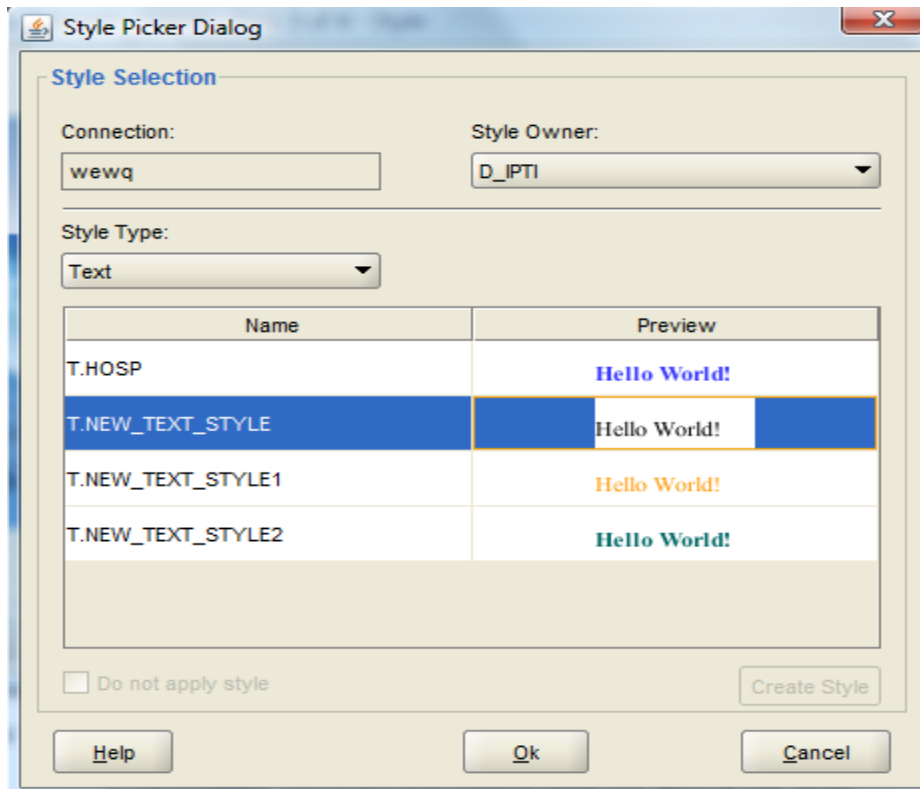 Style Picker Dialog
Style Selection
Connection:
Style Owner:
wewq
D_IPTI
Style Type:
Text
Name
Preview
T.HOSP
Hello World!
T.NEW_TEXT_STYLE
Hello World!
T.NEW_TEXT_STYLE1
Hello World!
T.NEW_TEXT_STYLE2
Hello World!
Do not apply style
Create Style
Help
Ok
Cancel